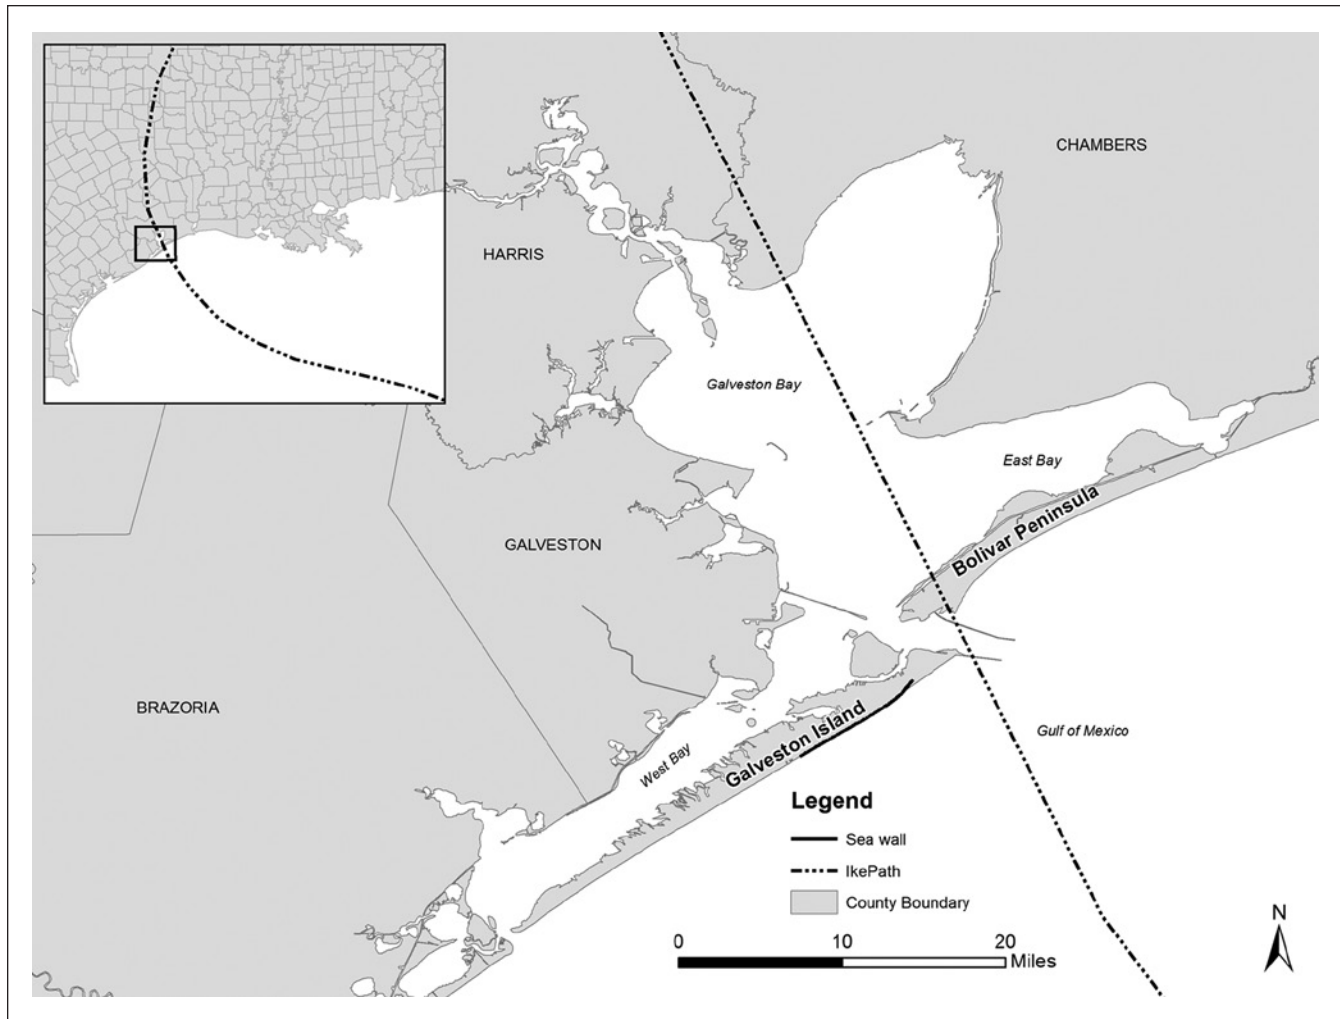 CHAMBERS
HARRIS
Galveston Bay
East Bay
Bolivar Peninsula
GALVESTON
BRAZORIA
West Bay
Galveston Island
Gulf of Mexico
Legend
Sea wall
IkePath
County Boundary
N
0 10 20
Miles